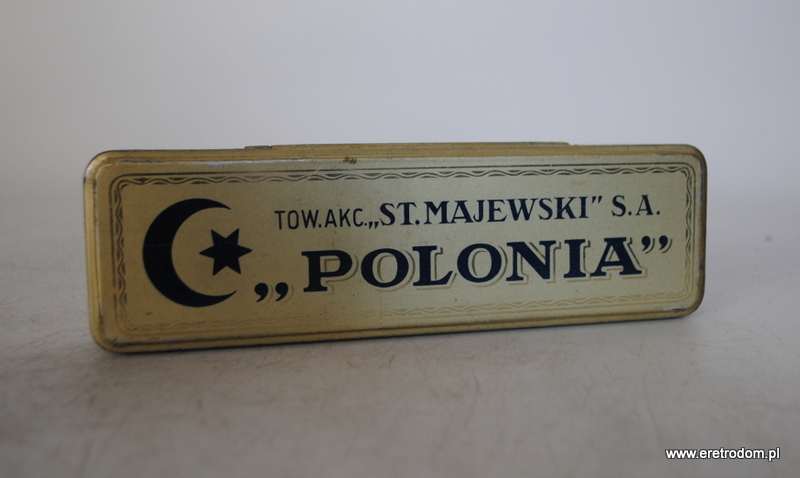 TOW.AKC.„ST.MAJEWSKI” S.A.
„POLONIA”
www.eretrodom.pl